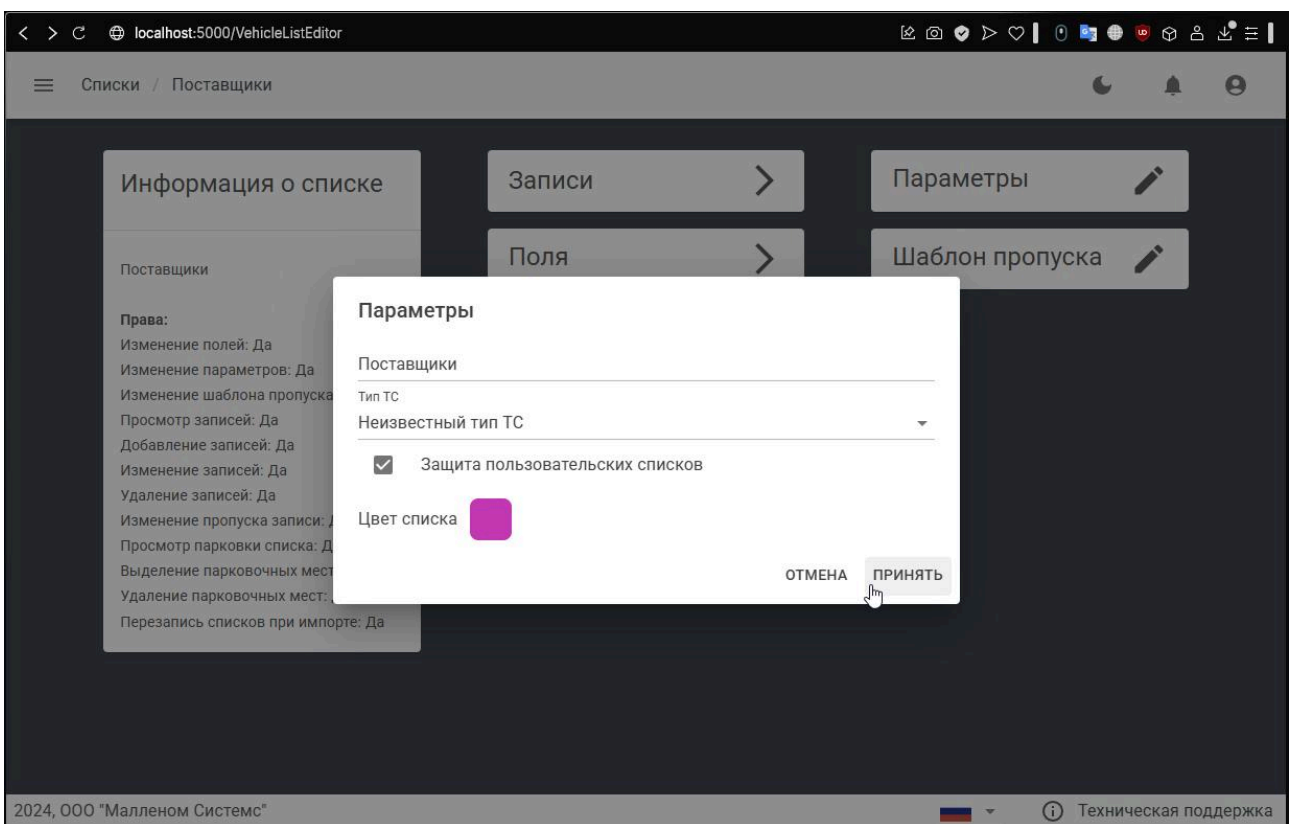 localhost:5000/VehicleListEditor
Списки / Поставщики
Информация о списке
Поставщики
Права:
Изменение полей: Да
Изменение параметров: Да
Изменение шаблона пропуска
Просмотр записей: Да
Добавление записей: Да
Изменение записей: Да
Удаление записей: Да
Изменение пропуска записи:
Просмотр парковки списка:
Выделение парковочных мест
Удаление парковочных мест:
Перезапись списков при импорте: Да
Записи
Поля
Параметры
Шаблон пропуска
Параметры
Поставщики
Тип ТС
Неизвестный тип ТС
Защита пользовательских списков
Цвет списка
ОТМЕНА ПРИНЯТЬ
2024, ООО "Малленом Системс"
Техническая поддержка